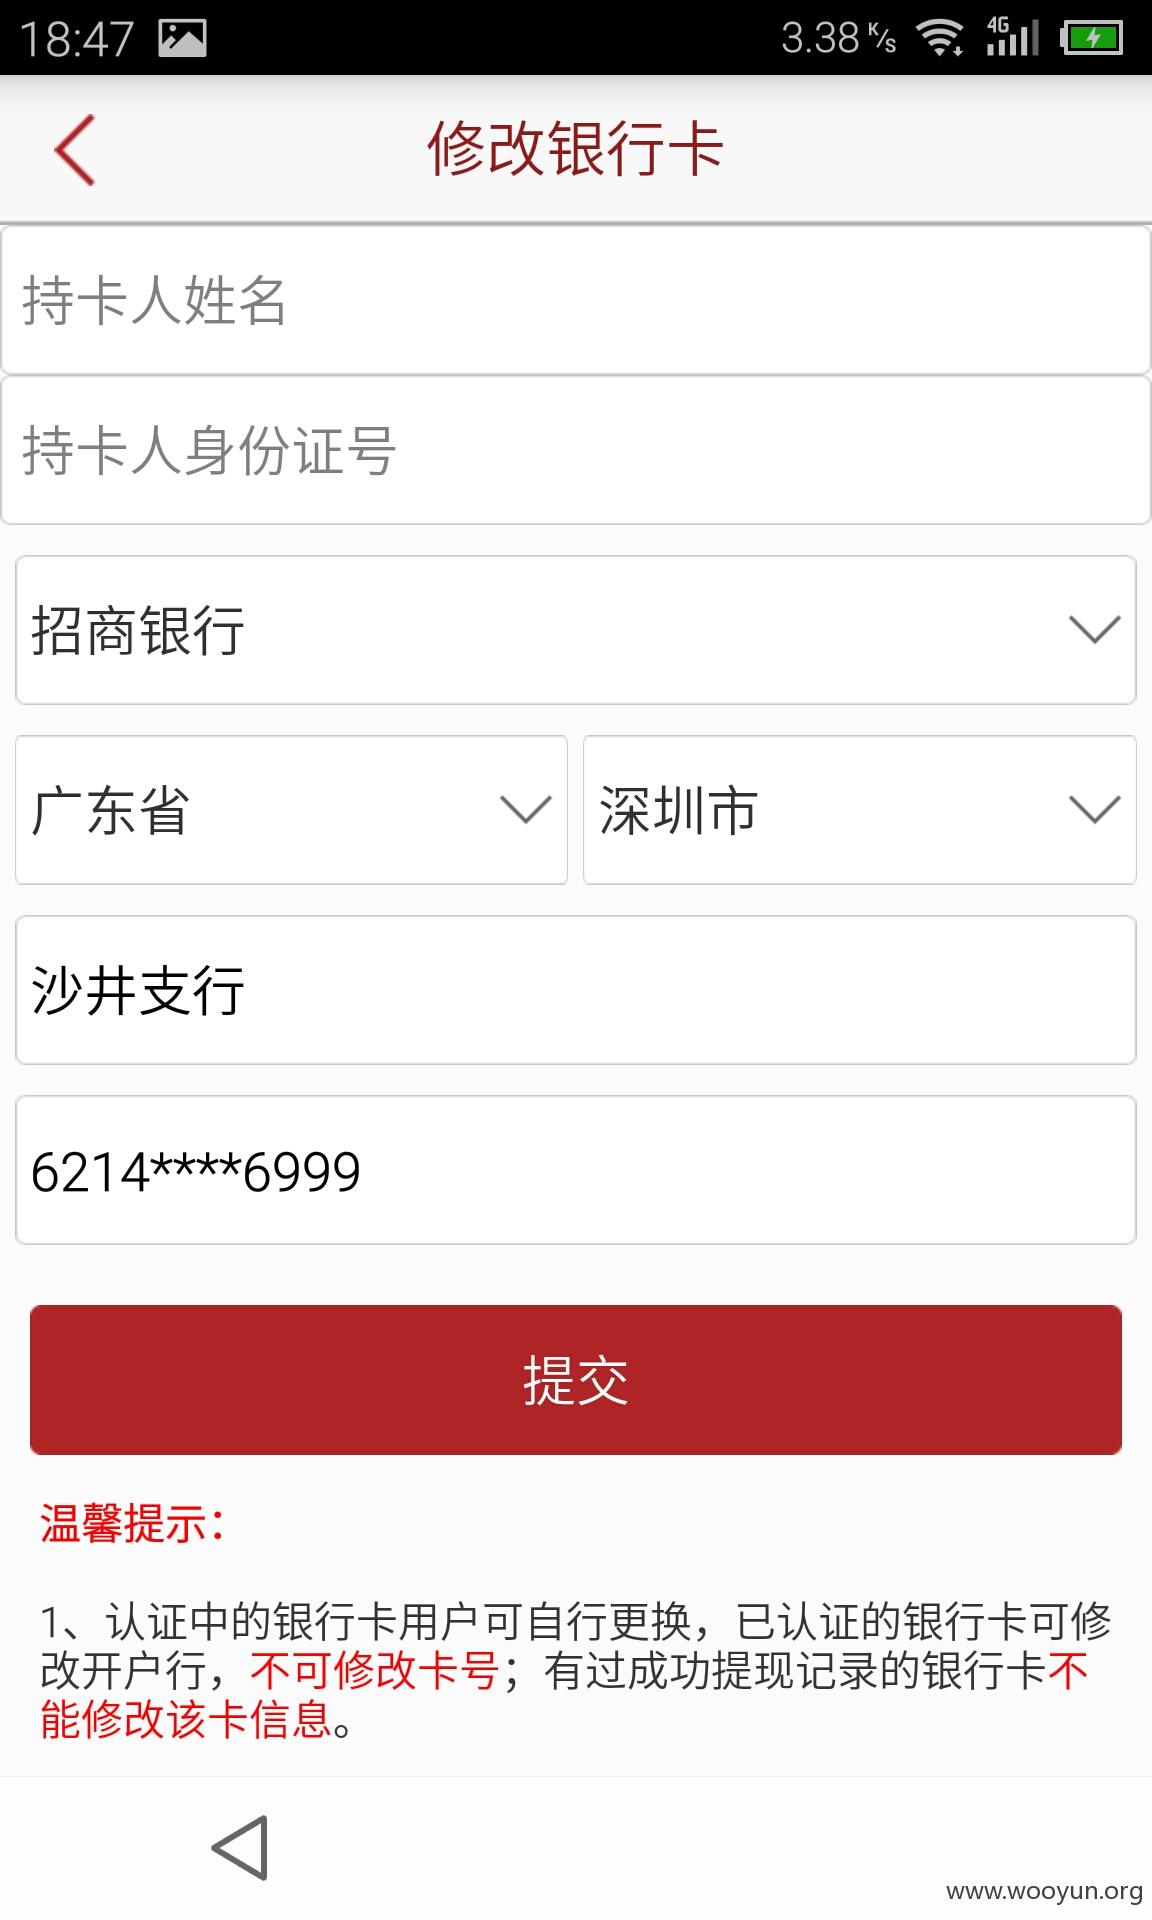 18:47
3.38 K/s
4G
修改银行卡
持卡人姓名
持卡人身份证号
招商银行
广东省
深圳市
沙井支行
6214****6999
提交
温馨提示：
1、认证中的银行卡用户可自行更换，已认证的银行卡可修
改开户行，不可修改卡号；有过成功提现记录的银行卡不
能修改该卡信息。
www.wooyun.org